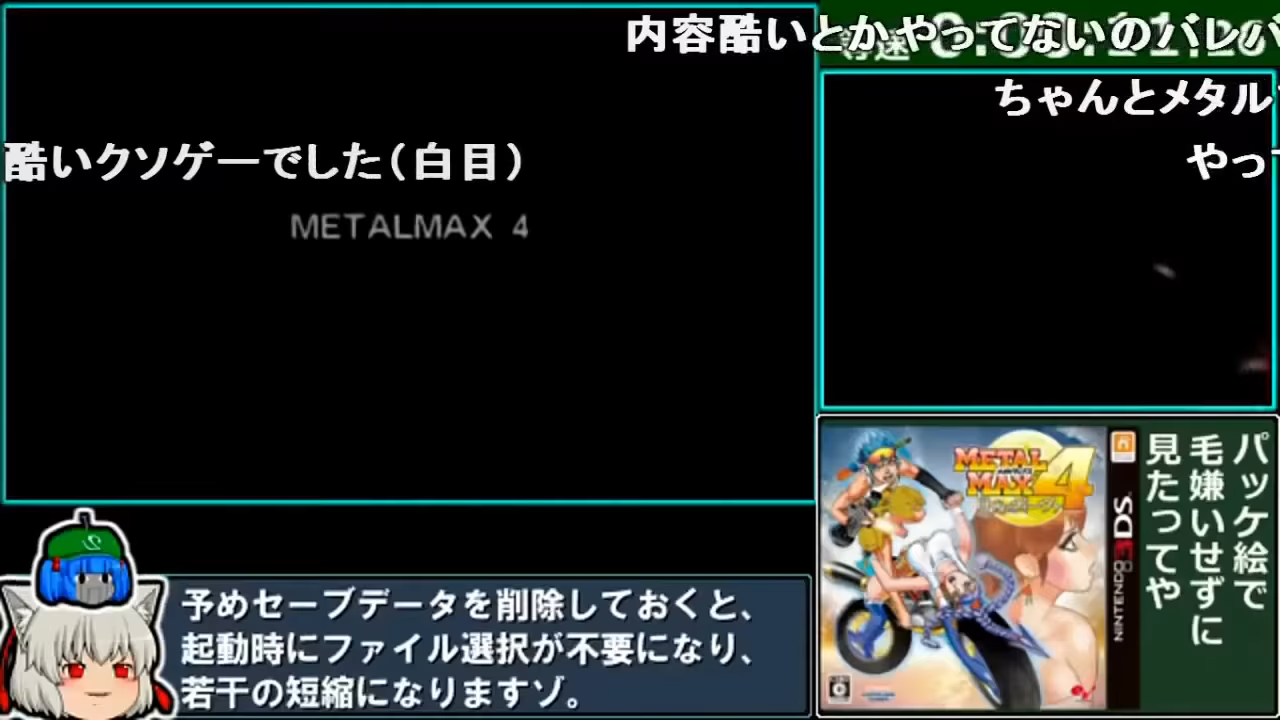 内容酷いとかやってないのバレバ
ちゃんとメタル
酷いクソゲーでした(白目)
やっ
METALMAX 4
METAL
MAX 4
NINTENDO 3DS
パッケ絵で
毛嫌いせずに
見たってや
予めセーブデータを削除しておくと、
起動時にファイル選択が不要になり、
若干の短縮になりますゾ。